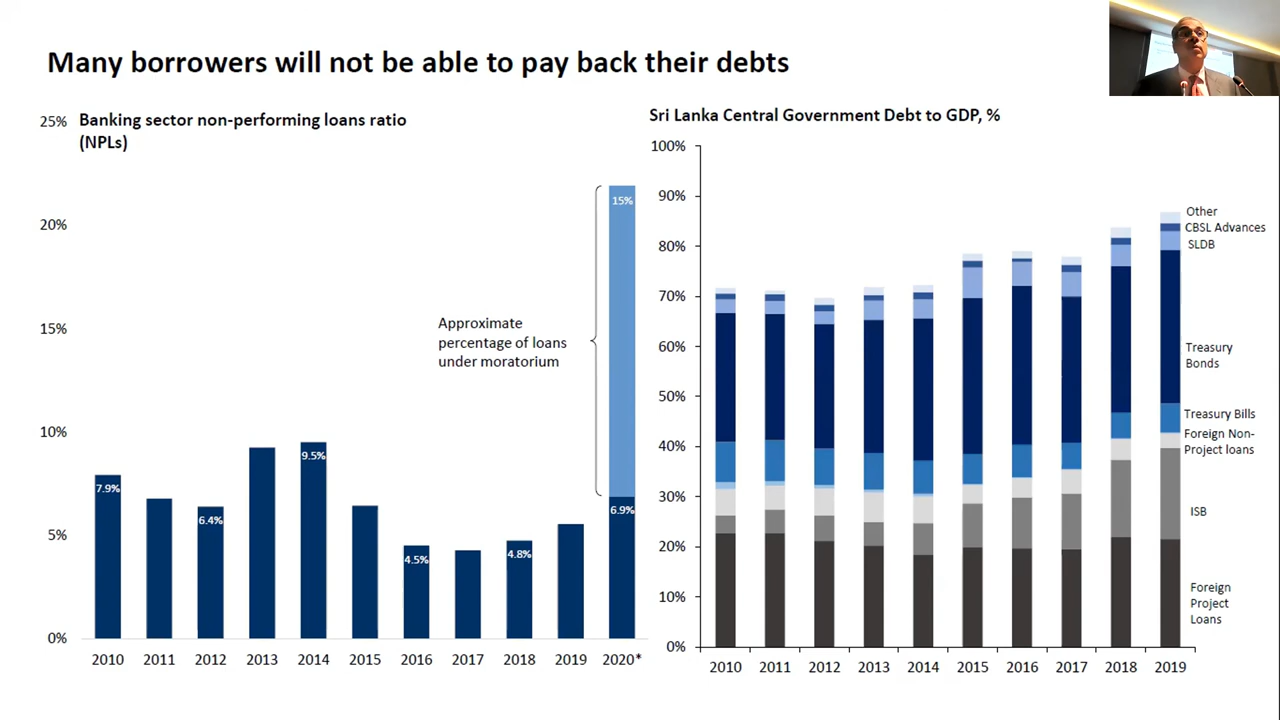 Many borrowers will not be able to pay back their debts
Banking sector non-performing loans ratio
(NPLs)
25%
20%
15%
10%
5%
0%
7.9%
6.4%
9.5%
4.5%
4.8%
6.9%
15%
Approximate
percentage of loans
under moratorium
2010
2011
2012
2013
2014
2015
2016
2017
2018
2019
2020*
Sri Lanka Central Government Debt to GDP, %
100%
90%
80%
70%
60%
50%
40%
30%
20%
10%
0%
Other
CBSL Advances
SLDB
Treasury
Bonds
Treasury Bills
Foreign Non-
Project loans
ISB
Foreign
Project
Loans
2010
2011
2012
2013
2014
2015
2016
2017
2018
2019